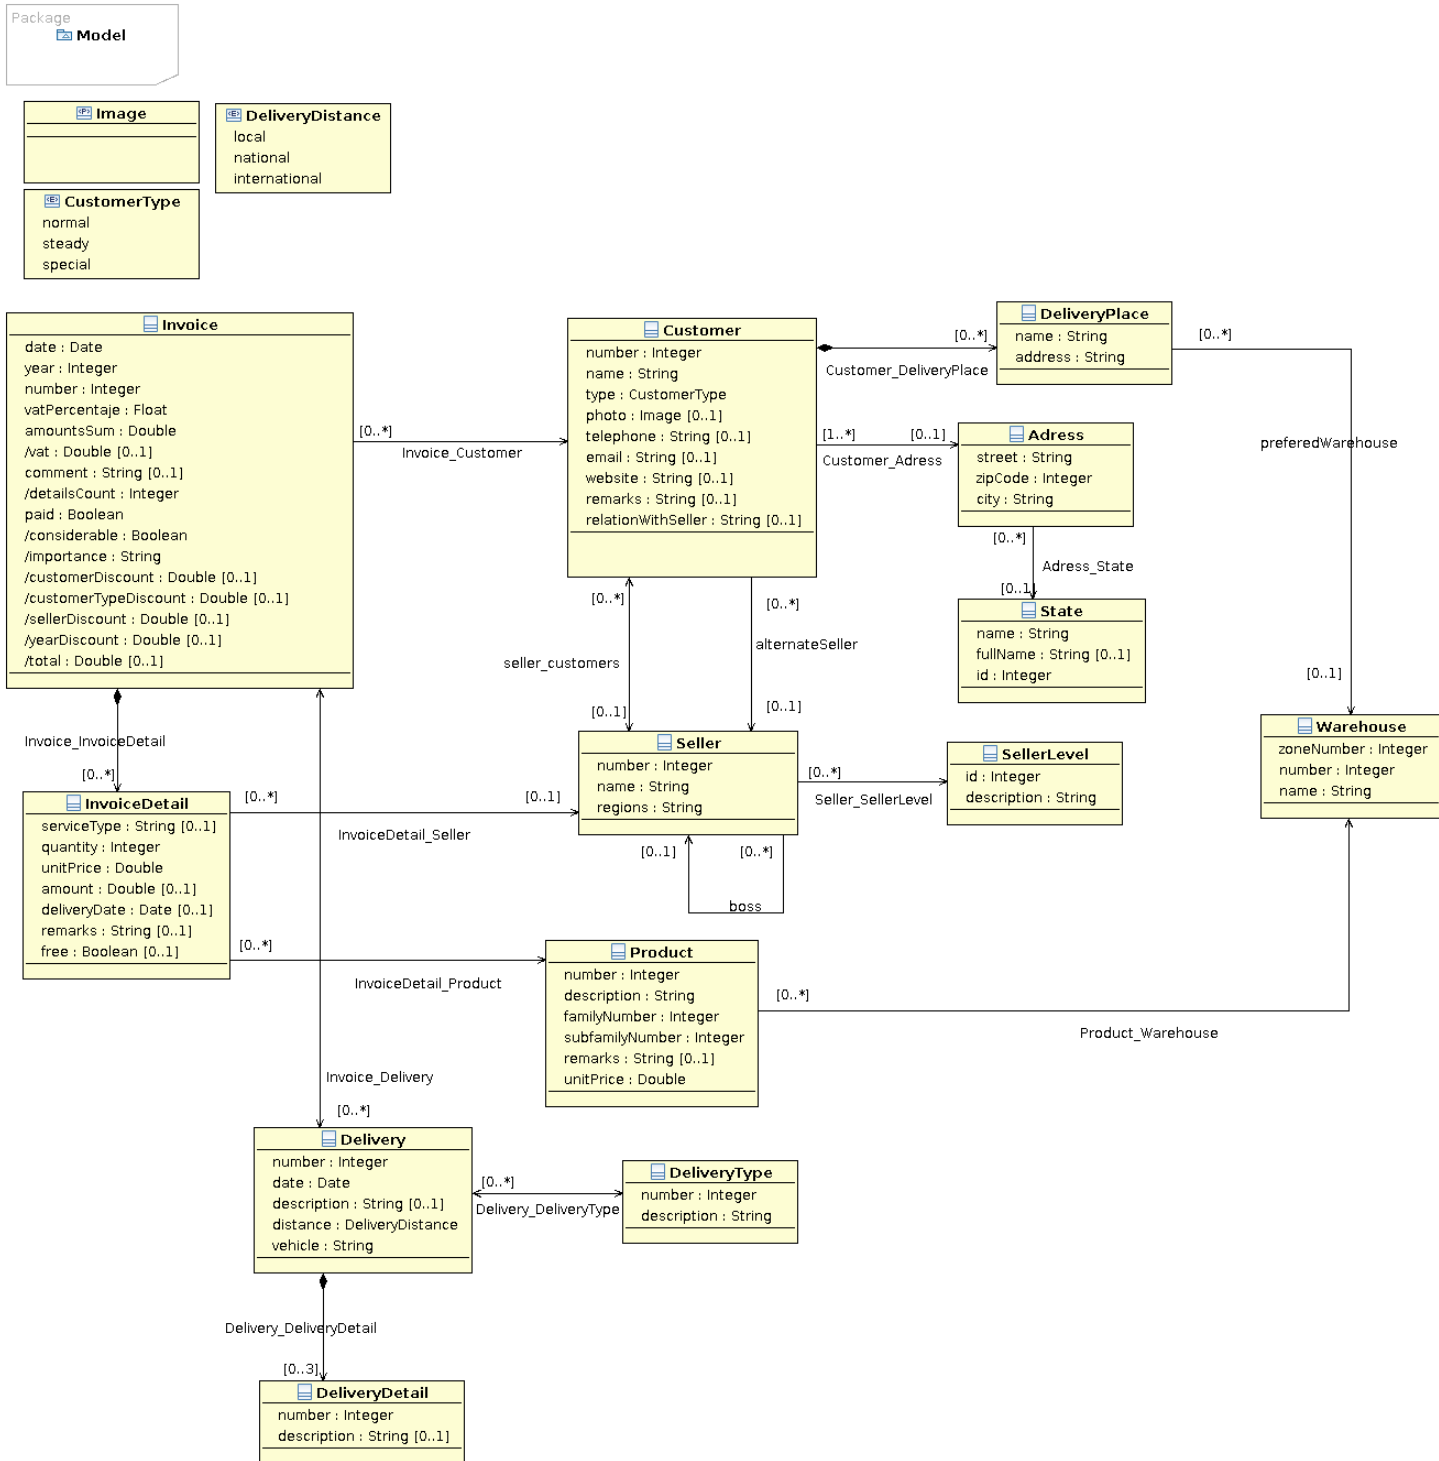 Package
Model
Image
DeliveryDistance
local
national
international
CustomerType
normal
steady
special
Invoice
date : Date
year : Integer
number : Integer
vatPercentaje : Float
amountsSum : Double
/vat : Double [0..1]
comment : String [0..1]
/detailsCount : Integer
paid : Boolean
/considerable : Boolean
/importance : String
/customerDiscount : Double [0..1]
/customerTypeDiscount : Double [0..1]
/sellerDiscount : Double [0..1]
/yearDiscount : Double [0..1]
/total : Double [0..1]
[0..*]
Invoice_Customer
Customer
number : Integer
name : String
type : CustomerType
photo : Image [0..1]
telephone : String [0..1]
email : String [0..1]
website : String [0..1]
remarks : String [0..1]
relationWithSeller : String [0..1]
[0..*]
Customer_DeliveryPlace
DeliveryPlace
name : String
address : String
[0..*]
preferedWarehouse
[0..1]
[1..*]
[0..1]
Customer_Adress
Adress
street : String
zipCode : Integer
city : String
[0..*]
Adress_State
[0..1]
State
name : String
fullName : String [0..1]
id : Integer
[0..*]
seller_customers
[0..1]
[0..*]
alternateSeller
[0..1]
Warehouse
zoneNumber : Integer
number : Integer
name : String
Seller
number : Integer
name : String
regions : String
[0..*]
Seller_SellerLevel
SellerLevel
id : Integer
description : String
[0..1]
[0..*]
boss
Invoice_InvoiceDetail
[0..*]
InvoiceDetail
serviceType : String [0..1]
quantity : Integer
unitPrice : Double
amount : Double [0..1]
deliveryDate : Date [0..1]
remarks : String [0..1]
free : Boolean [0..1]
[0..*]
[0..1]
InvoiceDetail_Seller
[0..*]
InvoiceDetail_Product
Product
number : Integer
description : String
familyNumber : Integer
subfamilyNumber : Integer
remarks : String [0..1]
unitPrice : Double
[0..*]
Product_Warehouse
Invoice_Delivery
[0..*]
Delivery
number : Integer
date : Date
description : String [0..1]
distance : DeliveryDistance
vehicle : String
[0..*]
Delivery_DeliveryType
DeliveryType
number : Integer
description : String
Delivery_DeliveryDetail
[0..3]
DeliveryDetail
number : Integer
description : String [0..1]